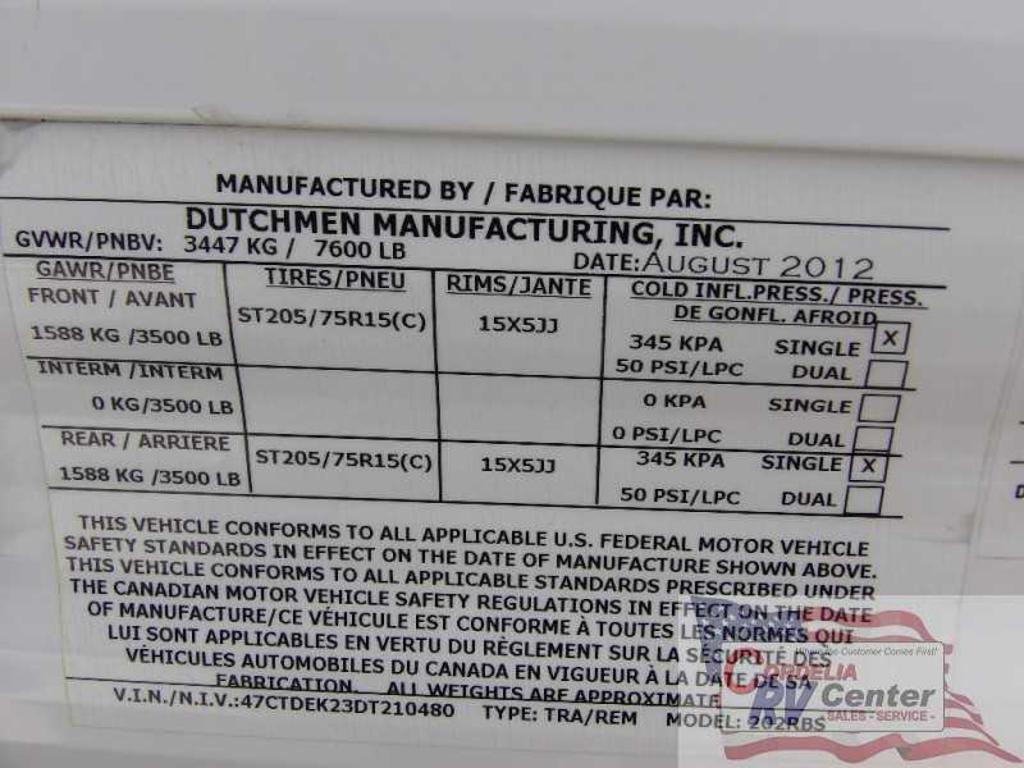 MANUFACTURED BY / FABRIQUE PAR:
DUTCHMEN MANUFACTURING, INC.
GVWR/PNBV: 3447 KG / 7600 LB
DATE:AUGUST 2012
GAWR/PNBE TIRES/PNEU RIMS/JANTE COLD INFL.PRESS./ PRESS.
DE GONFL. AFROID
FRONT / AVANT
1588 KG /3500 LB ST205/75R15(C) 15X5JJ 345 KPA SINGLE X
50 PSI/LPC DUAL
INTERM /INTERM
0 KG/3500 LB 0 KPA SINGLE
0 PSI/LPC DUAL
REAR / ARRIERE
1588 KG /3500 LB ST205/75R15(C) 15X5JJ 345 KPA SINGLE X
50 PSI/LPC DUAL
THIS VEHICLE CONFORMS TO ALL APPLICABLE U.S. FEDERAL MOTOR VEHICLE
SAFETY STANDARDS IN EFFECT ON THE DATE OF MANUFACTURE SHOWN ABOVE.
THIS VEHICLE CONFORMS TO ALL APPLICABLE STANDARDS PRESCRIBED UNDER
THE CANADIAN MOTOR VEHICLE SAFETY REGULATIONS IN EFFECT ON THE DATE
OF MANUFACTURE/CE VÉHICULE EST CONFORME À TOUTES LES NORMES QUI
LUI SONT APPLICABLES EN VERTU DU RÈGLEMENT SUR LA SÉCURITÉ DES
VÉHICULES AUTOMOBILES DU CANADA EN VIGUEUR À LA DATE DE SA
FABRICATION. ALL WEIGHTS ARE APPROXIMATE
V.I.N./N.I.V.:47CTDEK23DT210480 TYPE: TRA/REM MODEL: 202RBS
Where the Customer Comes First!
CORDELIA
RV Center
SALES - SERVICE -